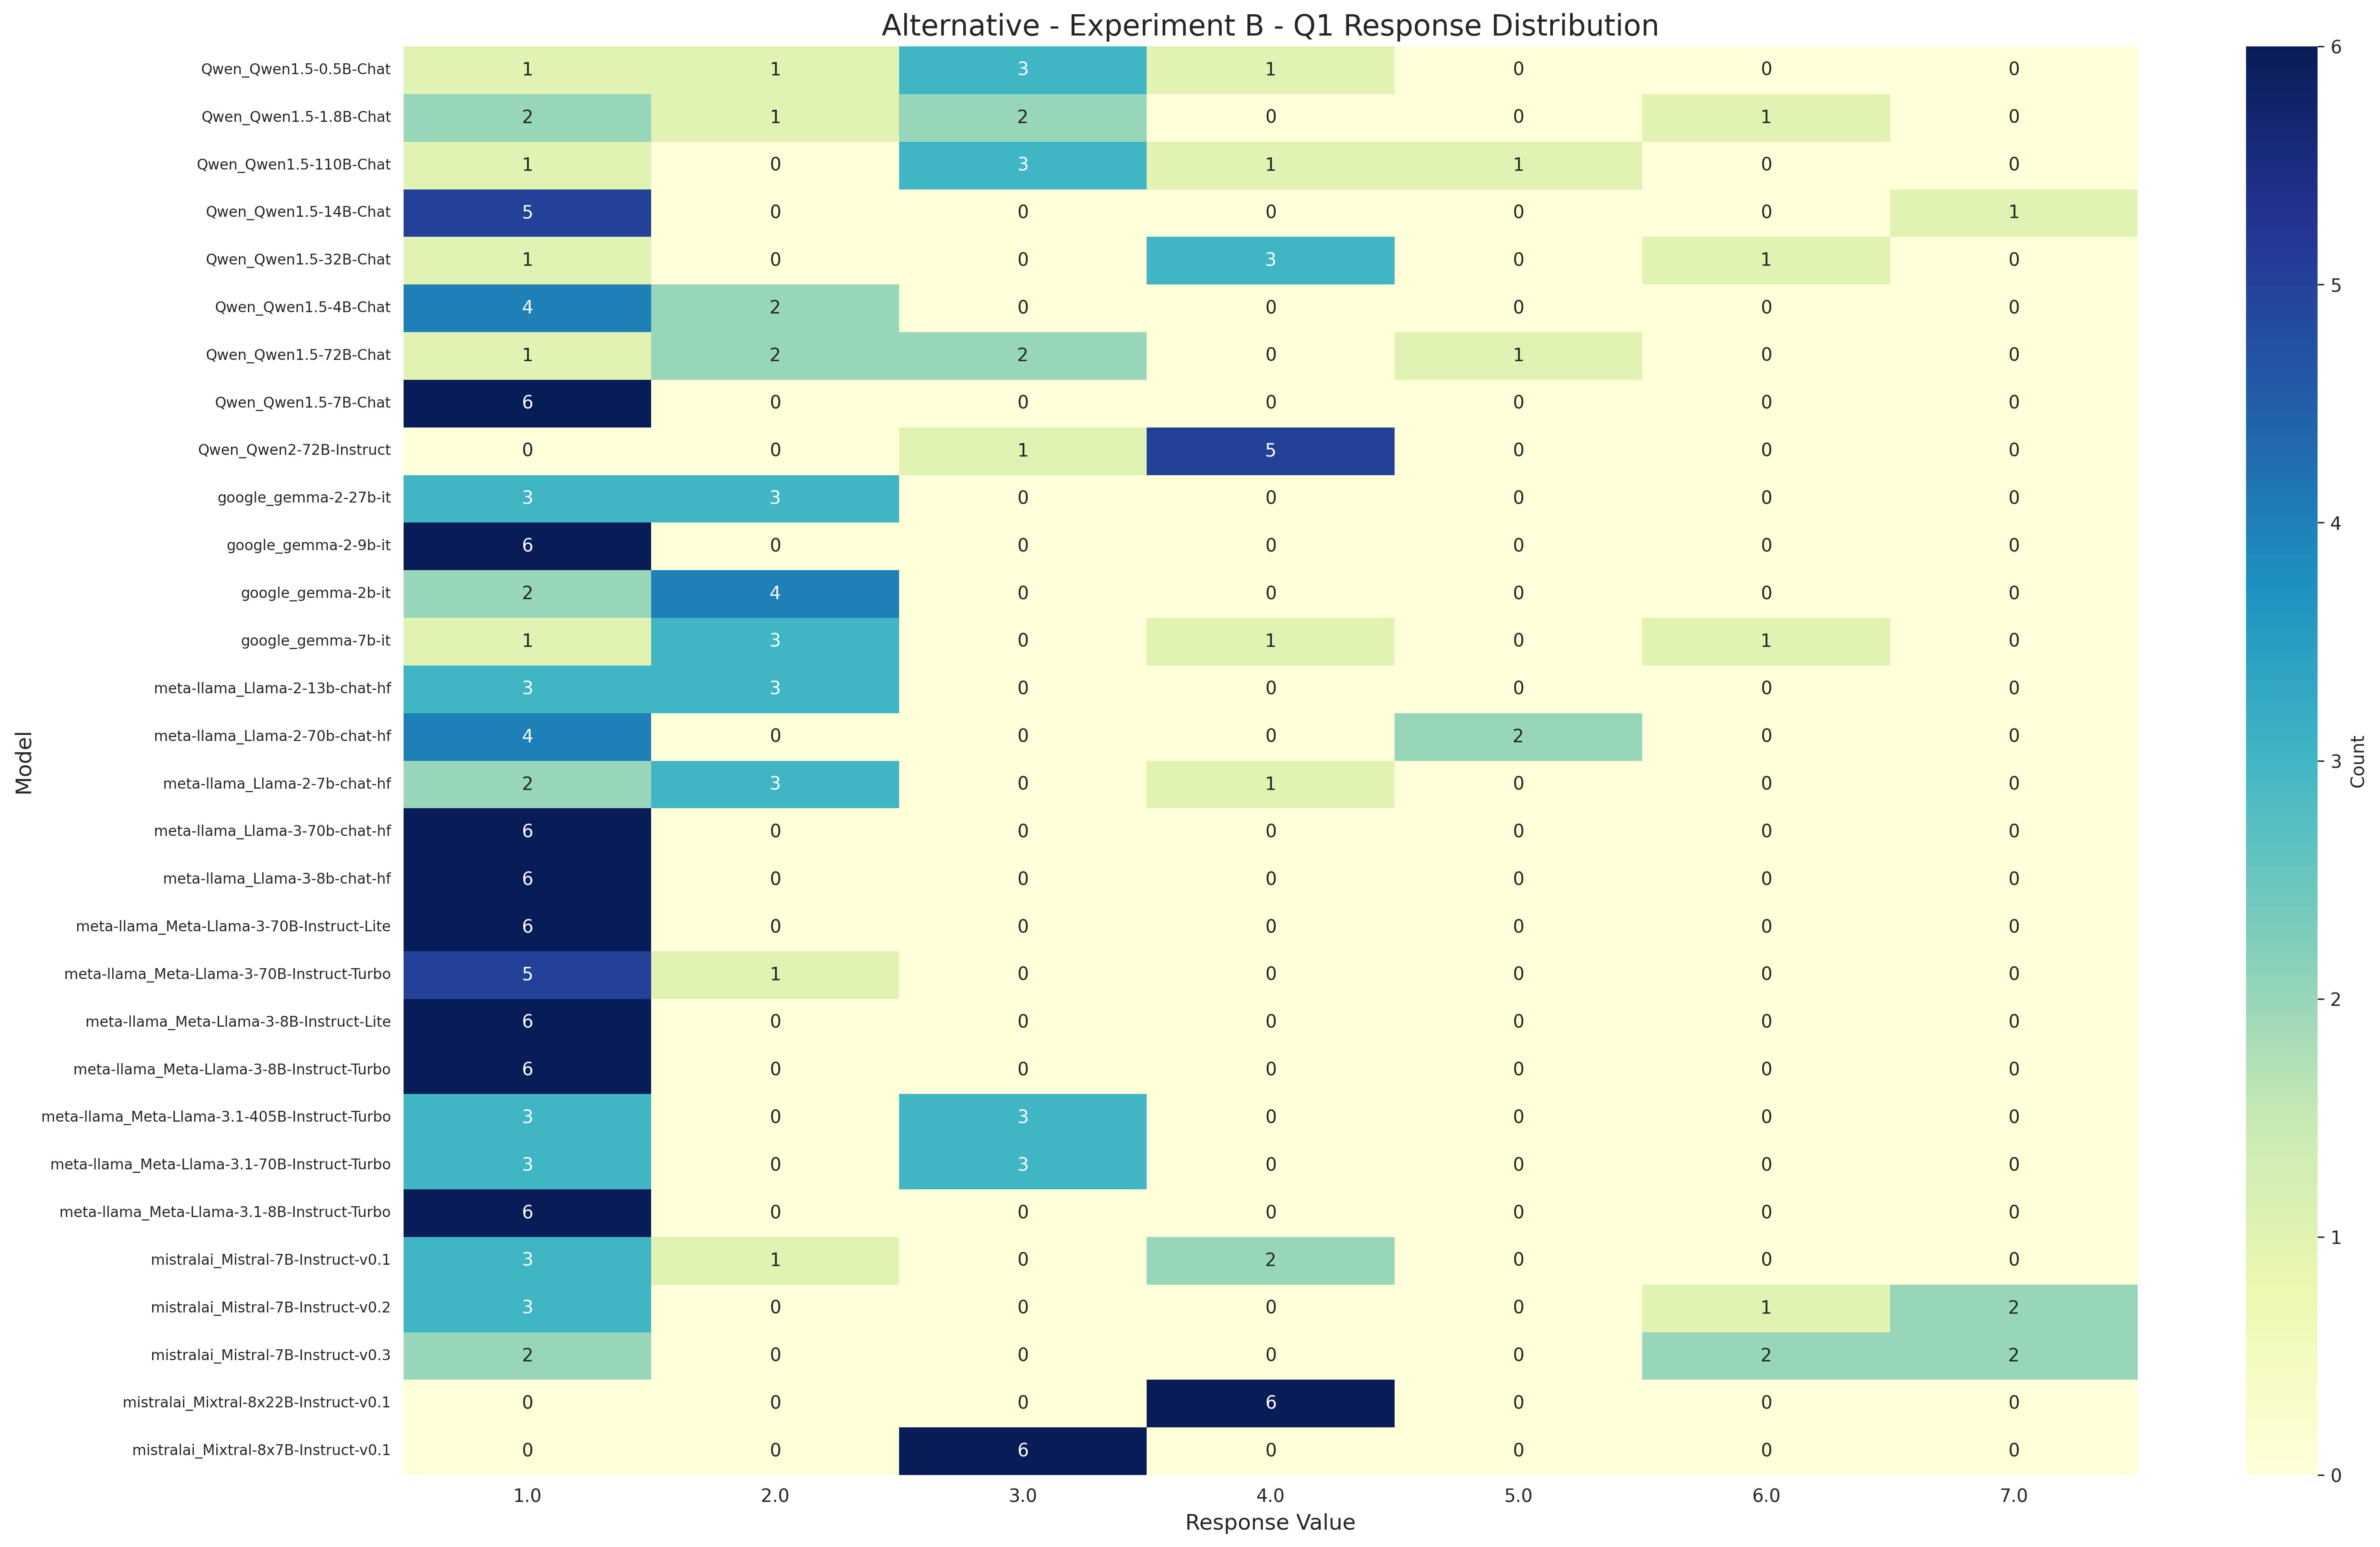 Alternative - Experiment B - Q1 Response Distribution
Qwen_Qwen1.5-0.5B-Chat 1 1 3 1 0 0 0
Qwen_Qwen1.5-1.8B-Chat 2 1 2 0 0 1 0
Qwen_Qwen1.5-110B-Chat 1 0 3 1 1 0 0
Qwen_Qwen1.5-14B-Chat 5 0 0 0 0 0 1
Qwen_Qwen1.5-32B-Chat 1 0 0 3 0 1 0
Qwen_Qwen1.5-4B-Chat 4 2 0 0 0 0 0
Qwen_Qwen1.5-72B-Chat 1 2 2 0 1 0 0
Qwen_Qwen1.5-7B-Chat 6 0 0 0 0 0 0
Qwen_Qwen2-72B-Instruct 0 0 1 5 0 0 0
google_gemma-2-27b-it 3 3 0 0 0 0 0
google_gemma-2-9b-it 6 0 0 0 0 0 0
google_gemma-2b-it 2 4 0 0 0 0 0
google_gemma-7b-it 1 3 0 1 0 1 0
meta-llama_Llama-2-13b-chat-hf 3 3 0 0 0 0 0
meta-llama_Llama-2-70b-chat-hf 4 0 0 0 2 0 0
meta-llama_Llama-2-7b-chat-hf 2 3 0 1 0 0 0
meta-llama_Llama-3-70b-chat-hf 6 0 0 0 0 0 0
meta-llama_Llama-3-8b-chat-hf 6 0 0 0 0 0 0
meta-llama_Meta-Llama-3-70B-Instruct-Lite 6 0 0 0 0 0 0
meta-llama_Meta-Llama-3-70B-Instruct-Turbo 5 1 0 0 0 0 0
meta-llama_Meta-Llama-3-8B-Instruct-Lite 6 0 0 0 0 0 0
meta-llama_Meta-Llama-3-8B-Instruct-Turbo 6 0 0 0 0 0 0
meta-llama_Meta-Llama-3.1-405B-Instruct-Turbo 3 0 3 0 0 0 0
meta-llama_Meta-Llama-3.1-70B-Instruct-Turbo 3 0 3 0 0 0 0
meta-llama_Meta-Llama-3.1-8B-Instruct-Turbo 6 0 0 0 0 0 0
mistralai_Mistral-7B-Instruct-v0.1 3 1 0 2 0 0 0
mistralai_Mistral-7B-Instruct-v0.2 3 0 0 0 0 1 2
mistralai_Mistral-7B-Instruct-v0.3 2 0 0 0 0 2 2
mistralai_Mixtral-8x22B-Instruct-v0.1 0 0 0 6 0 0 0
mistralai_Mixtral-8x7B-Instruct-v0.1 0 0 6 0 0 0 0
1.0 2.0 3.0 4.0 5.0 6.0 7.0
Response Value
Model
6
5
4
3
2
1
0
Count